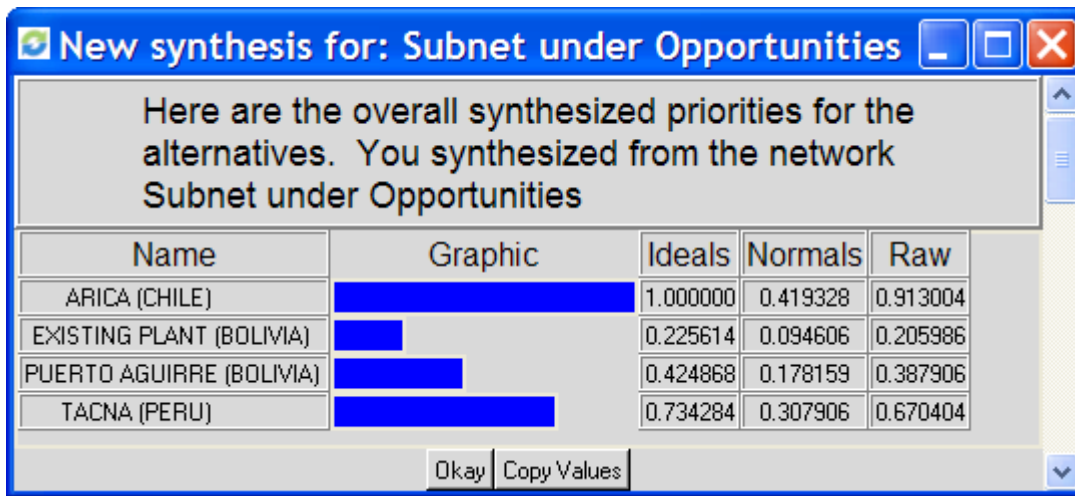 New synthesis for: Subnet under Opportunities
Here are the overall synthesized priorities for the
alternatives. You synthesized from the network
Subnet under Opportunities
Name Graphic Ideals Normals Raw
ARICA (CHILE) 1.000000 0.419328 0.913004
EXISTING PLANT (BOLIVIA) 0.225614 0.094606 0.205986
PUERTO AGUIRRE (BOLIVIA) 0.424868 0.178159 0.387906
TACNA (PERU) 0.734284 0.307906 0.670404
Okay Copy Values